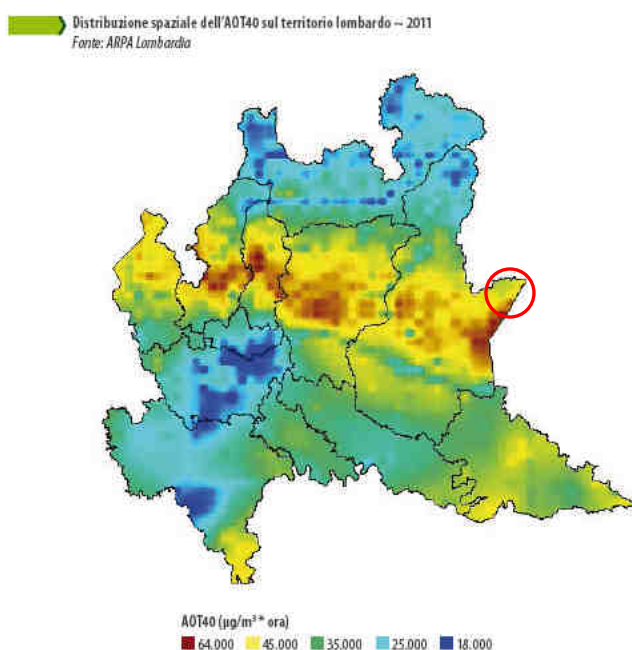 Distribuzione spaziale dell'AOT40 sul territorio lombardo – 2011
Fonte: ARPA Lombardia
AOT40 (µg/m³ * ora)
64.000 45.000 35.000 25.000 18.000